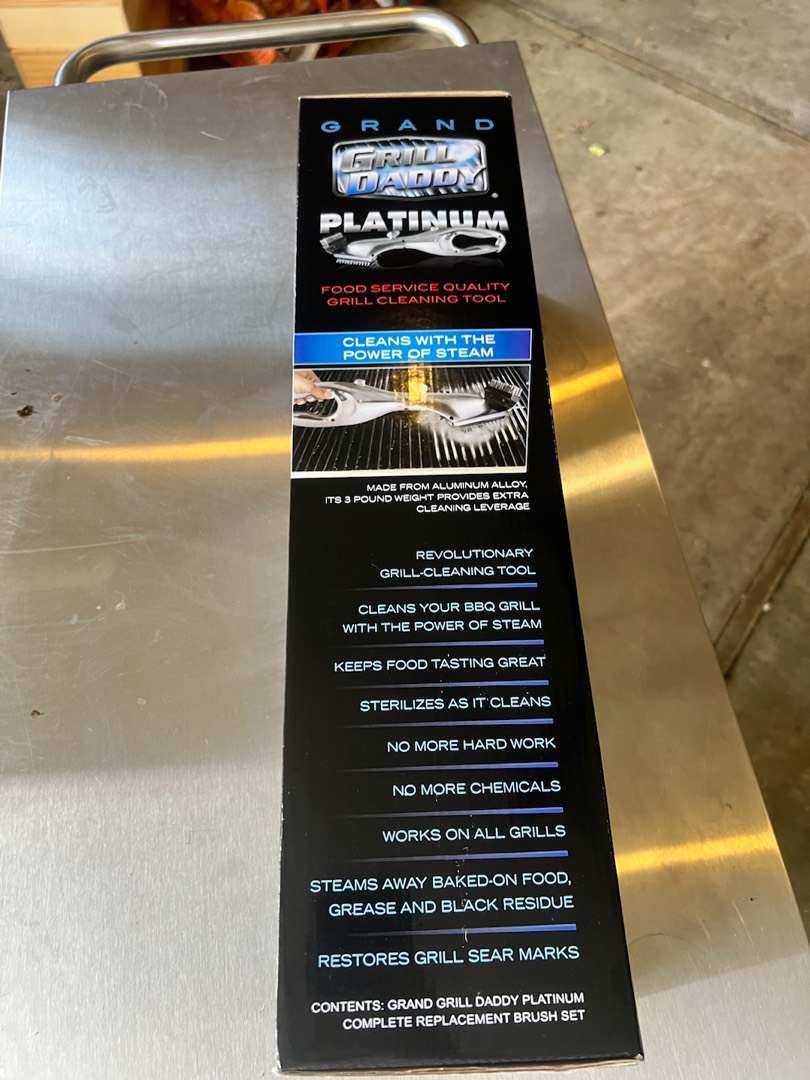 GRAND
GRILL
DADDY
PLATINUM
FOOD SERVICE QUALITY
GRILL CLEANING TOOL
CLEANS WITH THE
POWER OF STEAM
MADE FROM ALUMINUM ALLOY,
ITS 3 POUND WEIGHT PROVIDES EXTRA
CLEANING LEVERAGE
REVOLUTIONARY
GRILL-CLEANING TOOL
CLEANS YOUR BBQ GRILL
WITH THE POWER OF STEAM
KEEPS FOOD TASTING GREAT
STERILIZES AS IT CLEANS
NO MORE HARD WORK
NO MORE CHEMICALS
WORKS ON ALL GRILLS
STEAMS AWAY BAKED-ON FOOD,
GREASE AND BLACK RESIDUE
RESTORES GRILL SEAR MARKS
CONTENTS: GRAND GRILL DADDY PLATINUM
COMPLETE REPLACEMENT BRUSH SET